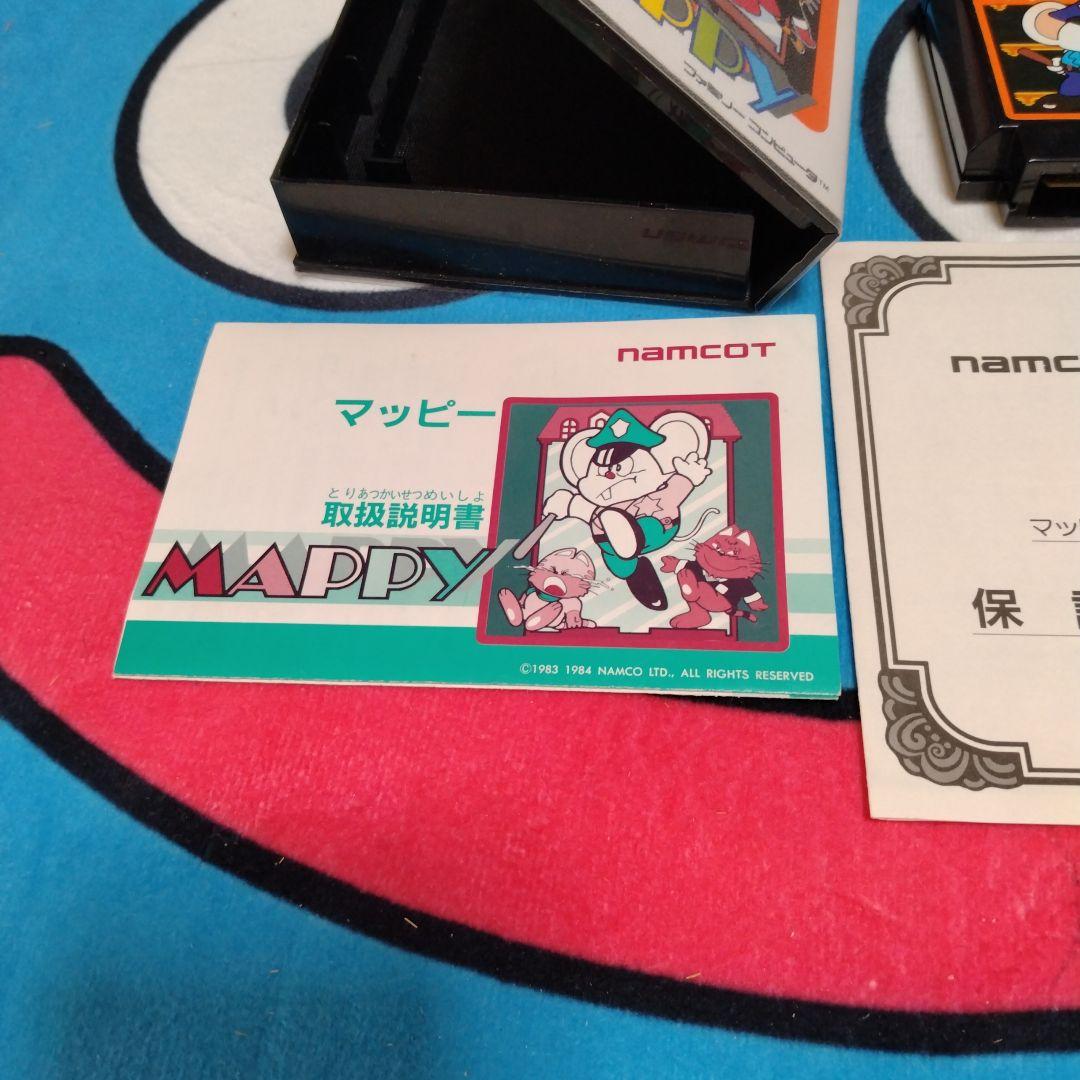 ファミリーコンピュータ™
namcot
マッピー
とりあつかいせつめいしょ
取扱説明書
MAPPY
©1983 1984 NAMCO LTD., ALL RIGHTS RESERVED
保